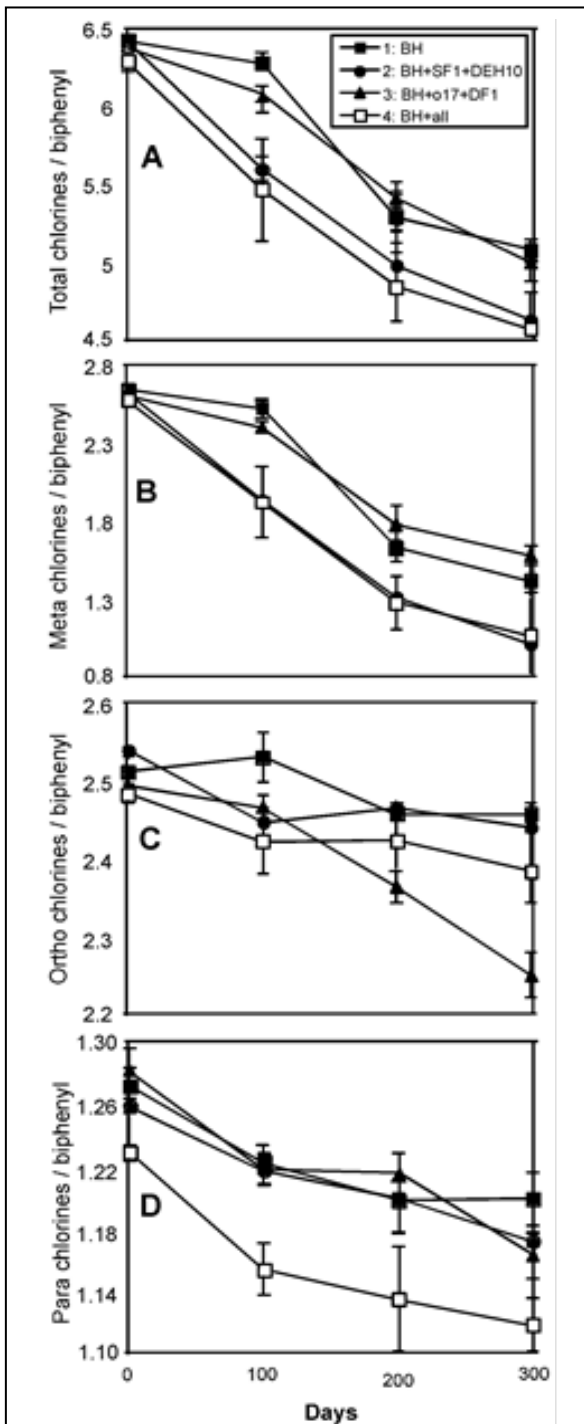 6.5
6
5.5
5
4.5
Total chlorines / biphenyl
A
1: BH
2: BH+SF1+DEH10
3: BH+o17+DF1
4: BH+all
2.8
2.3
1.8
1.3
0.8
Meta chlorines / biphenyl
B
2.6
2.5
2.4
2.3
2.2
Ortho chlorines / biphenyl
C
1.30
1.26
1.22
1.18
1.14
1.10
Para chlorines / biphenyl
D
0 100 200 300
Days